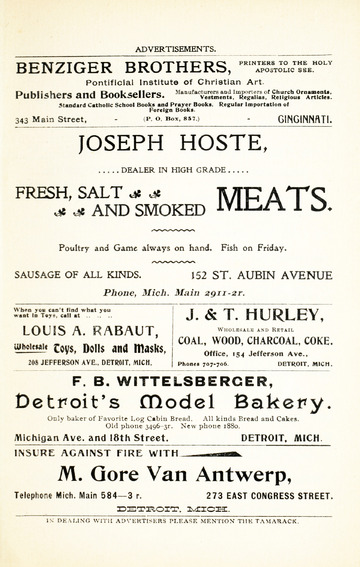 ADVERTISEMENTS.
BENZIGER BROTHERS, PRINTERS TO THE HOLY
APOSTOLIC SEE.
Pontificial Institute of Christian Art.
Publishers and Booksellers. Manufacturers and Importers of Church Ornaments,
Vestments, Regalias, Religious Articles.
Standard Catholic School Books and Prayer Books. Regular Importation of
Foreign Books.
343 Main Street, - (P. O. Box, 857.) - CINCINNATI.
JOSEPH HOSTE,
.....DEALER IN HIGH GRADE.....
FRESH, SALT
AND SMOKED MEATS.
Poultry and Game always on hand. Fish on Friday.
SAUSAGE OF ALL KINDS. 152 ST. AUBIN AVENUE
Phone, Mich. Main 2911-2r.
When you can't find what you
want in Toys, call at .. .. ..
LOUIS A. RABAUT,
Wholesale Toys, Dolls and Masks,
208 JEFFERSON AVE., DETROIT, MICH.
J. & T. HURLEY,
WHOLESALE AND RETAIL
COAL, WOOD, CHARCOAL, COKE.
Office, 154 Jefferson Ave.,
Phones 707-706. DETROIT, MICH.
F. B. WITTELSBERGER,
Detroit's Model Bakery.
Only baker of Favorite Log Cabin Bread. All kinds Bread and Cakes.
Old phone 3496-3r. New phone 1880.
Michigan Ave. and 18th Street. DETROIT, MICH.
INSURE AGAINST FIRE WITH
M. Gore Van Antwerp,
Telephone Mich. Main 584—3 r. 273 EAST CONGRESS STREET.
DETROIT, MICH.
IN DEALING WITH ADVERTISERS PLEASE MENTION THE TAMARACK.